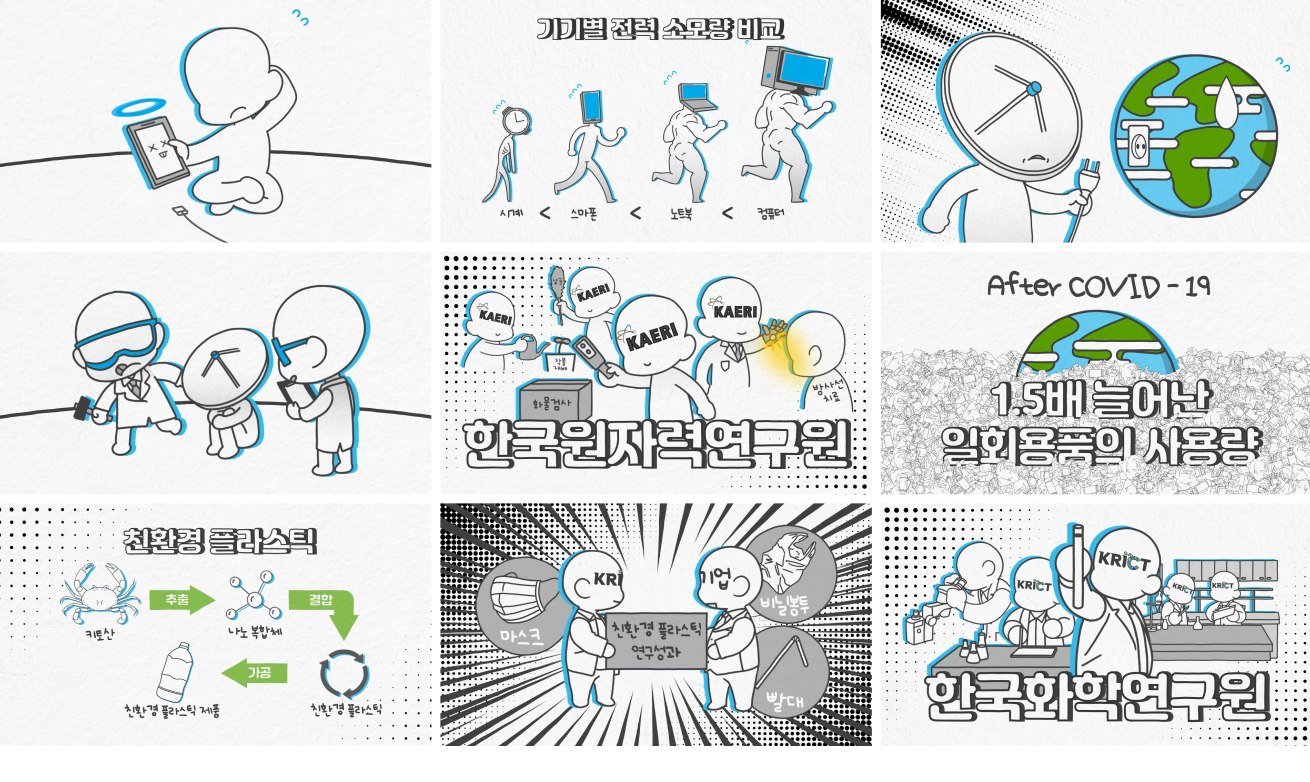 기기별 전력 소모량 비교
시계 < 스마폰 < 노트북 < 컴퓨터
KAERI
KAERI
KAERI
KAERI
작물
재배
화물검사
방사선
치료
한국원자력연구원
After COVID-19
1.5배 늘어난
일회용품의 사용량
친환경 플라스틱
키토산
추출
나노 복합체
결합
친환경 플라스틱
가공
친환경 플라스틱 제품
마스크
KRI
기업
친환경 플라스틱
연구성과
비닐봉투
빨대
KRICT
KRICT
KRICT
KRICT
한국화학연구원